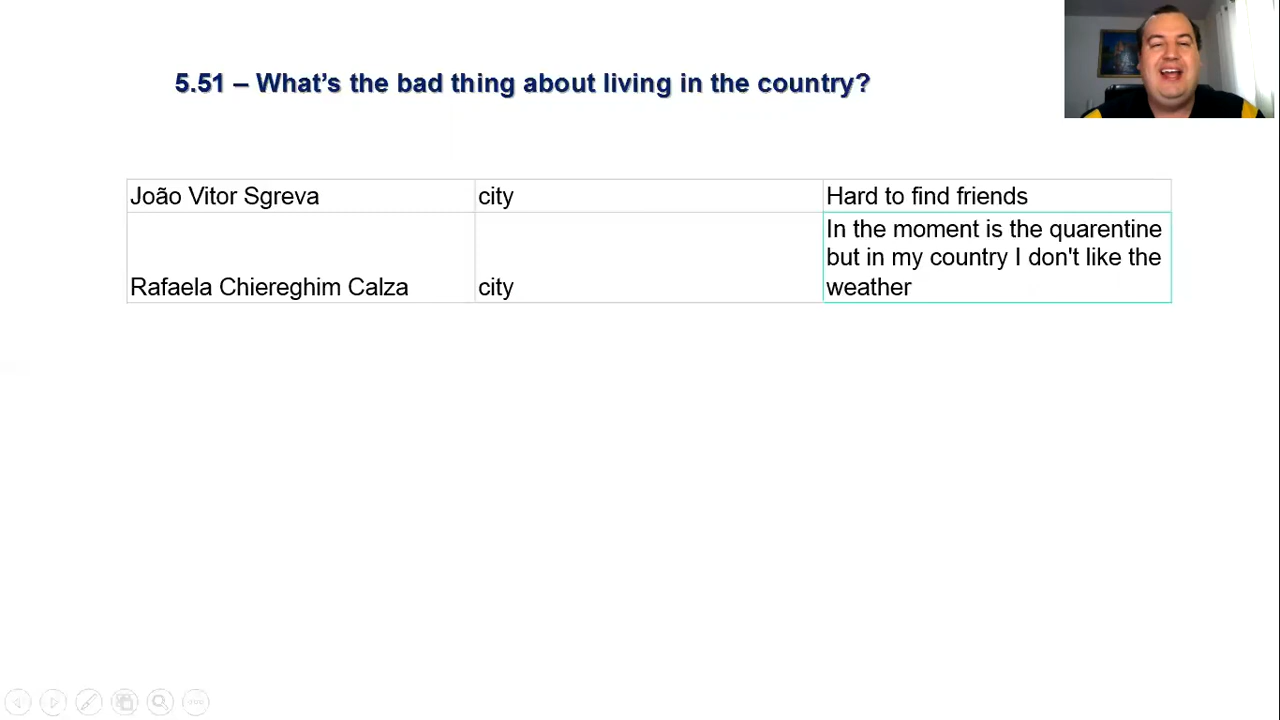 5.51 – What's the bad thing about living in the country?
João Vitor Sgreva city Hard to find friends
In the moment is the quarentine
but in my country I don't like the
Rafaela Chiereghim Calza city weather